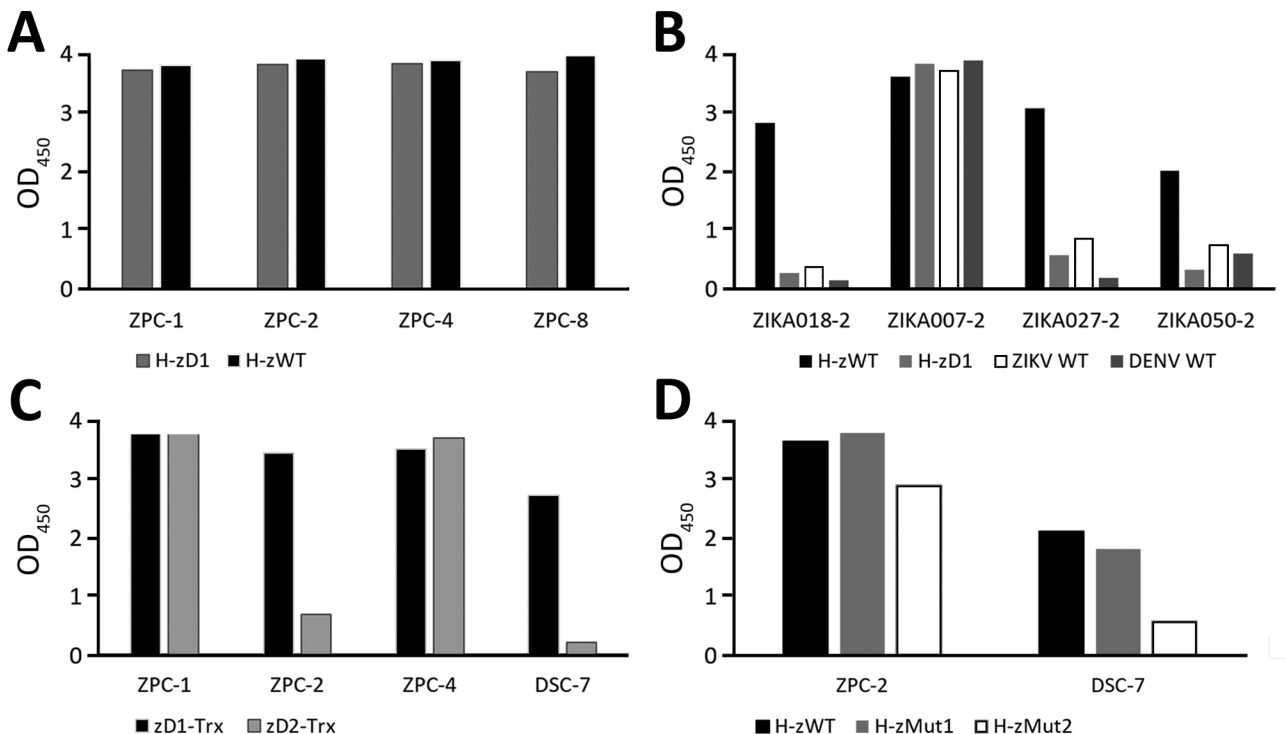 A
4
3
2
1
0
OD450
ZPC-1 ZPC-2 ZPC-4 ZPC-8
H-zD1 H-zWT
B
4
3
2
1
0
OD450
ZIKA018-2 ZIKA007-2 ZIKA027-2 ZIKA050-2
H-zWT H-zD1 ZIKV WT DENV WT
C
4
3
2
1
0
OD450
ZPC-1 ZPC-2 ZPC-4 DSC-7
zD1-Trx zD2-Trx
D
4
3
2
1
0
OD450
ZPC-2 DSC-7
H-zWT H-zMut1 H-zMut2